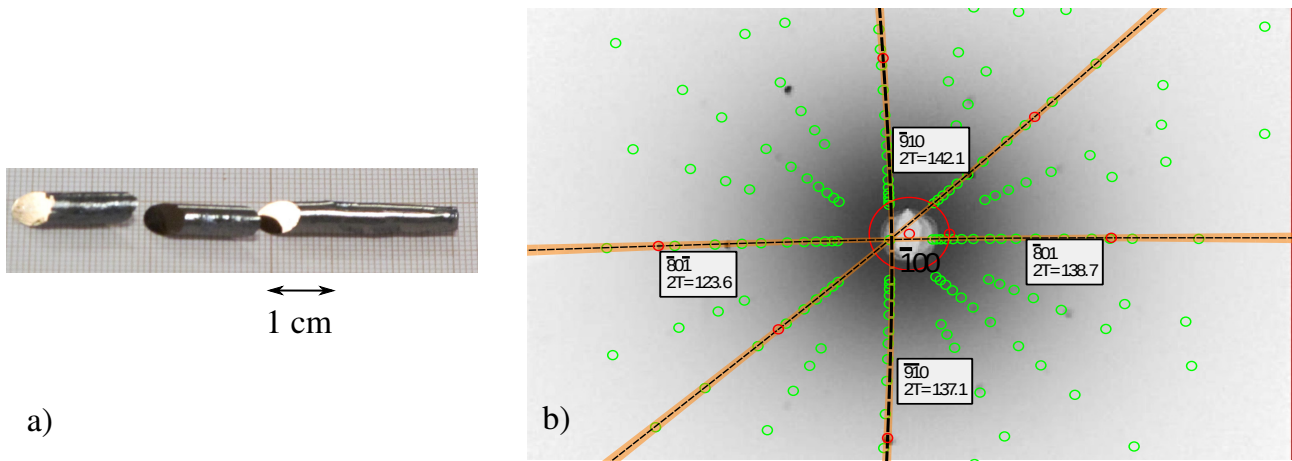 1 cm
a)
9̅10
2T=142.1
8̅01̅
2T=123.6
1̅00
8̅01
2T=138.7
9̅1̅0
2T=137.1
b)